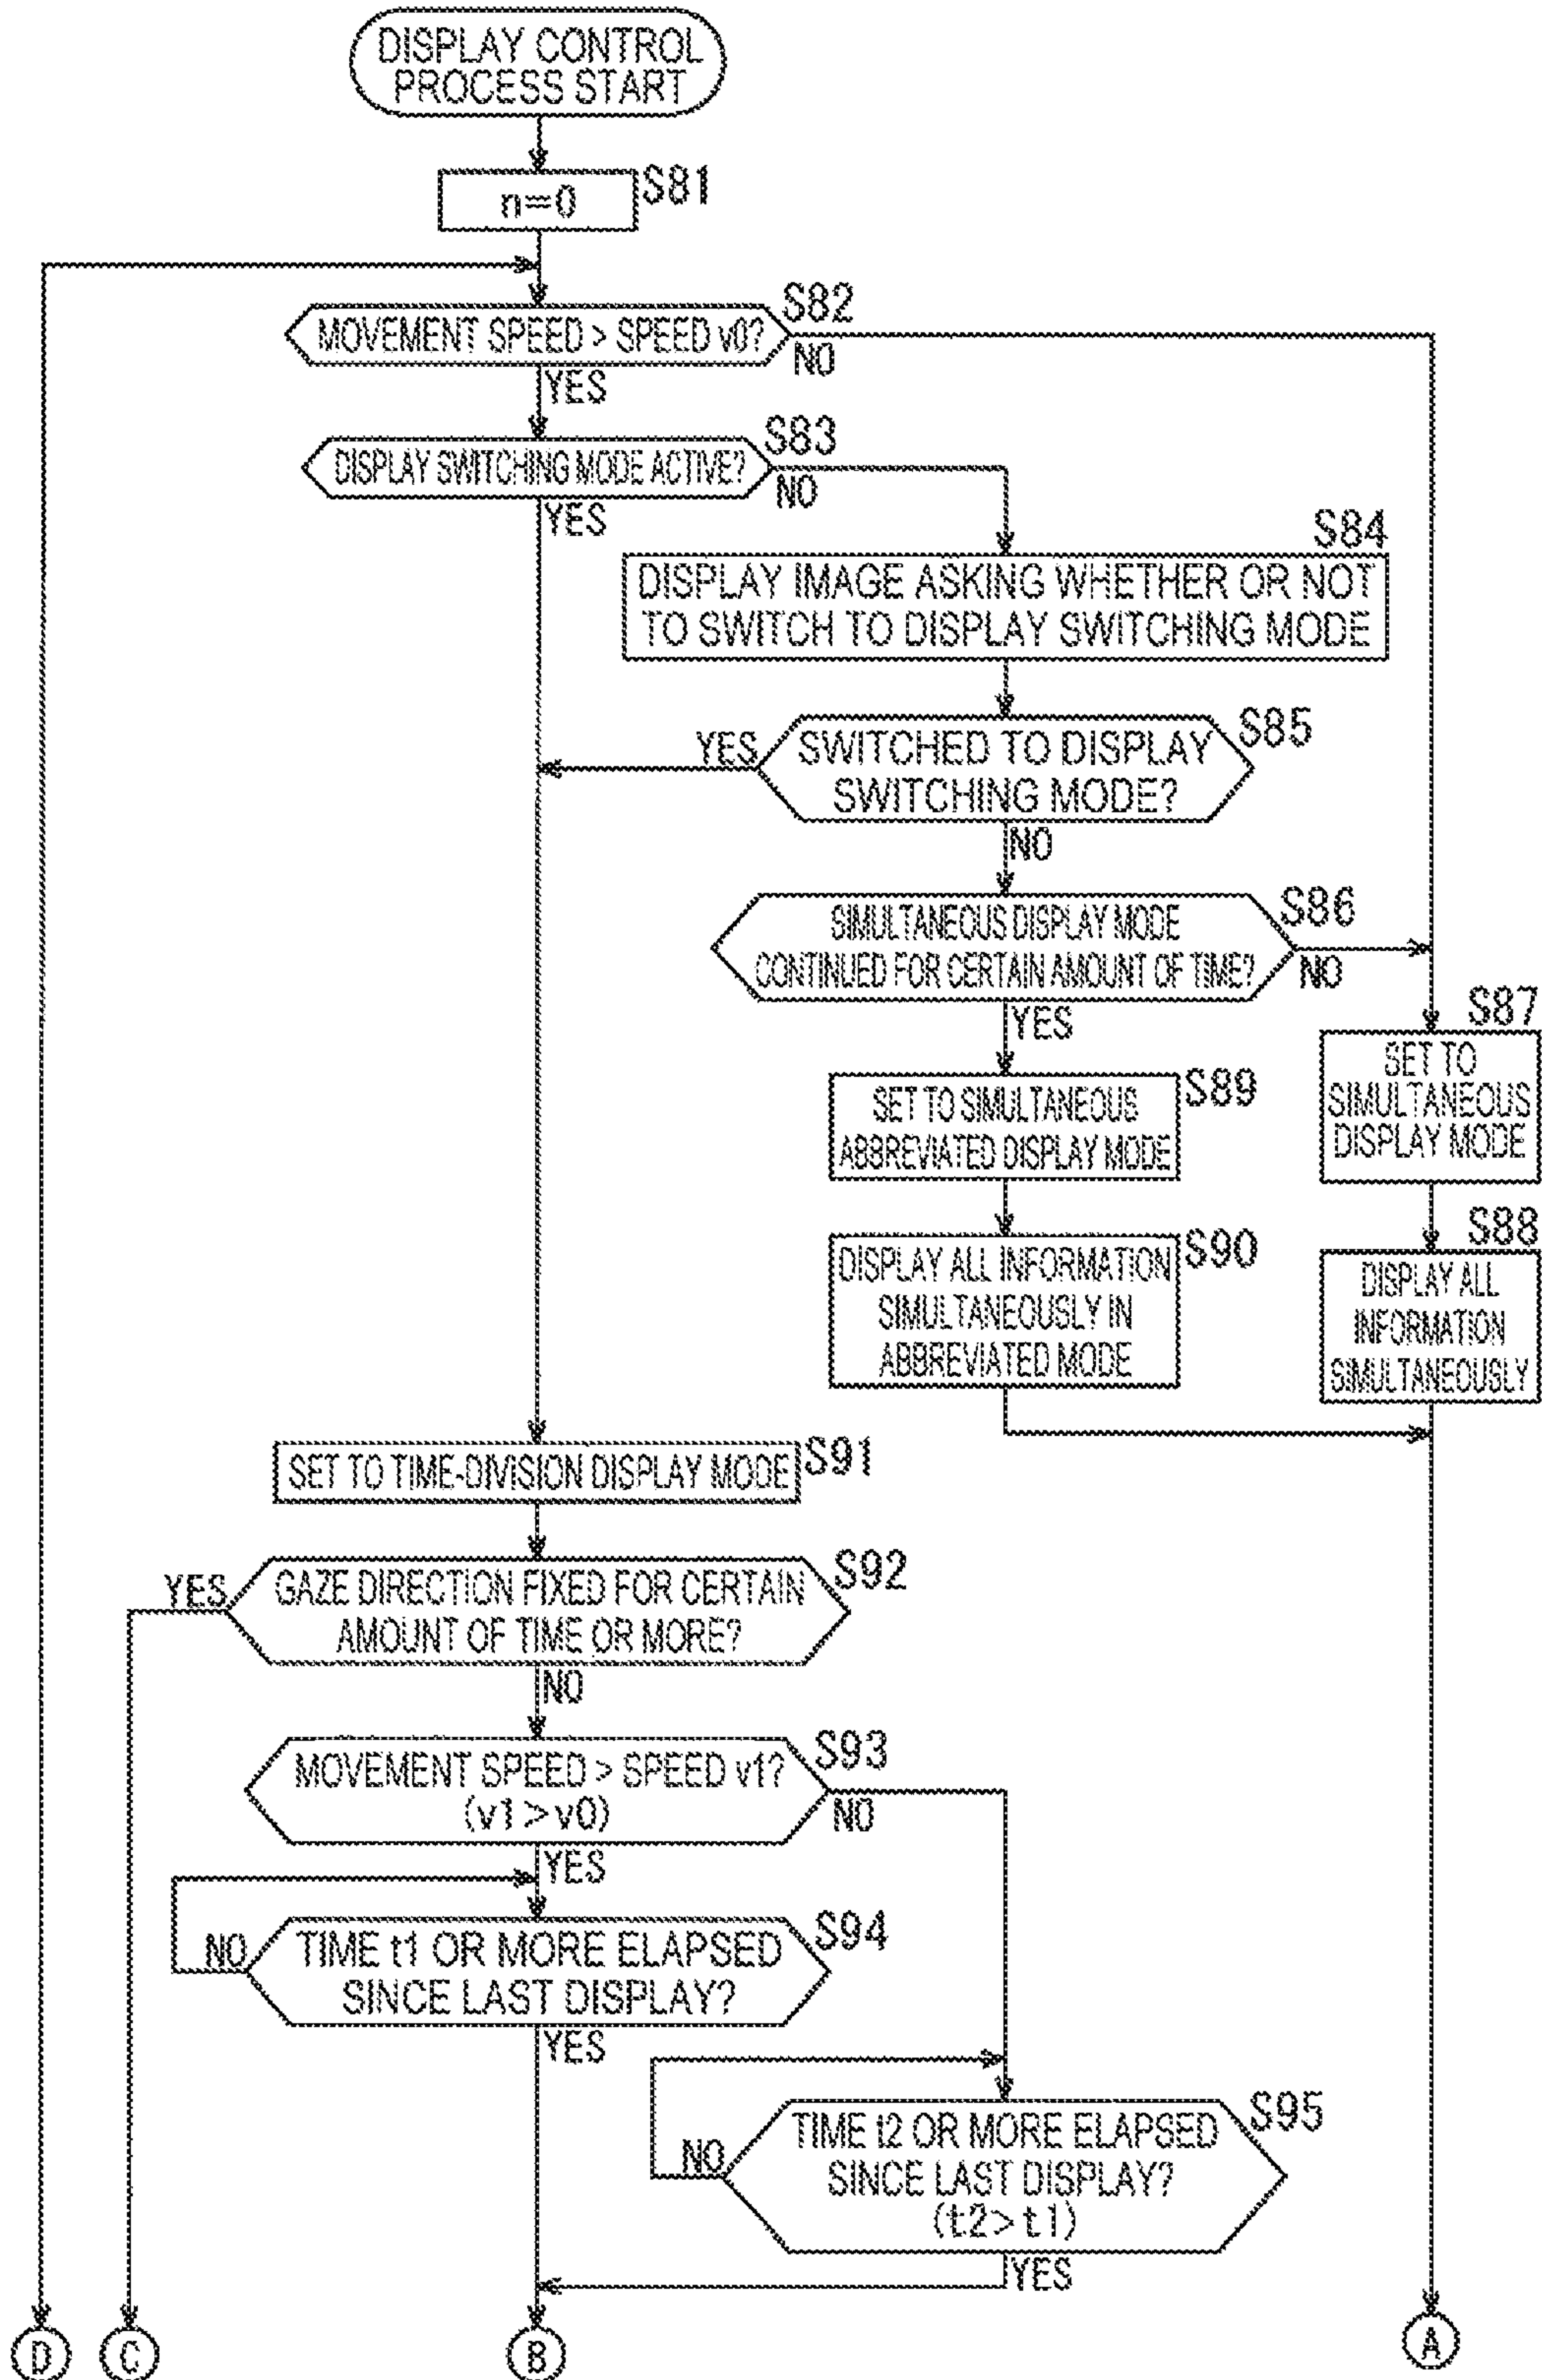 DISPLAY CONTROL
PROCESS START
n=0
S81
MOVEMENT SPEED > SPEED v0?
S82
NO
YES
DISPLAY SWITCHING MODE ACTIVE?
S83
NO
YES
S84
DISPLAY IMAGE ASKING WHETHER OR NOT
TO SWITCH TO DISPLAY SWITCHING MODE
YES
SWITCHED TO DISPLAY
SWITCHING MODE?
S85
NO
SIMULTANEOUS DISPLAY MODE
CONTINUED FOR CERTAIN AMOUNT OF TIME?
S86
NO
YES
S87
SET TO
SIMULTANEOUS
DISPLAY MODE
SET TO SIMULTANEOUS
ABBREVIATED DISPLAY MODE
S89
S88
DISPLAY ALL
INFORMATION
SIMULTANEOUSLY
DISPLAY ALL INFORMATION
SIMULTANEOUSLY IN
ABBREVIATED MODE
S90
SET TO TIME-DIVISION DISPLAY MODE
S91
YES
GAZE DIRECTION FIXED FOR CERTAIN
AMOUNT OF TIME OR MORE?
S92
NO
MOVEMENT SPEED > SPEED v1?
(v1>v0)
S93
NO
YES
NO
TIME t1 OR MORE ELAPSED
SINCE LAST DISPLAY?
S94
YES
NO
TIME t2 OR MORE ELAPSED
SINCE LAST DISPLAY?
(t2>t1)
S95
YES
D
C
B
A